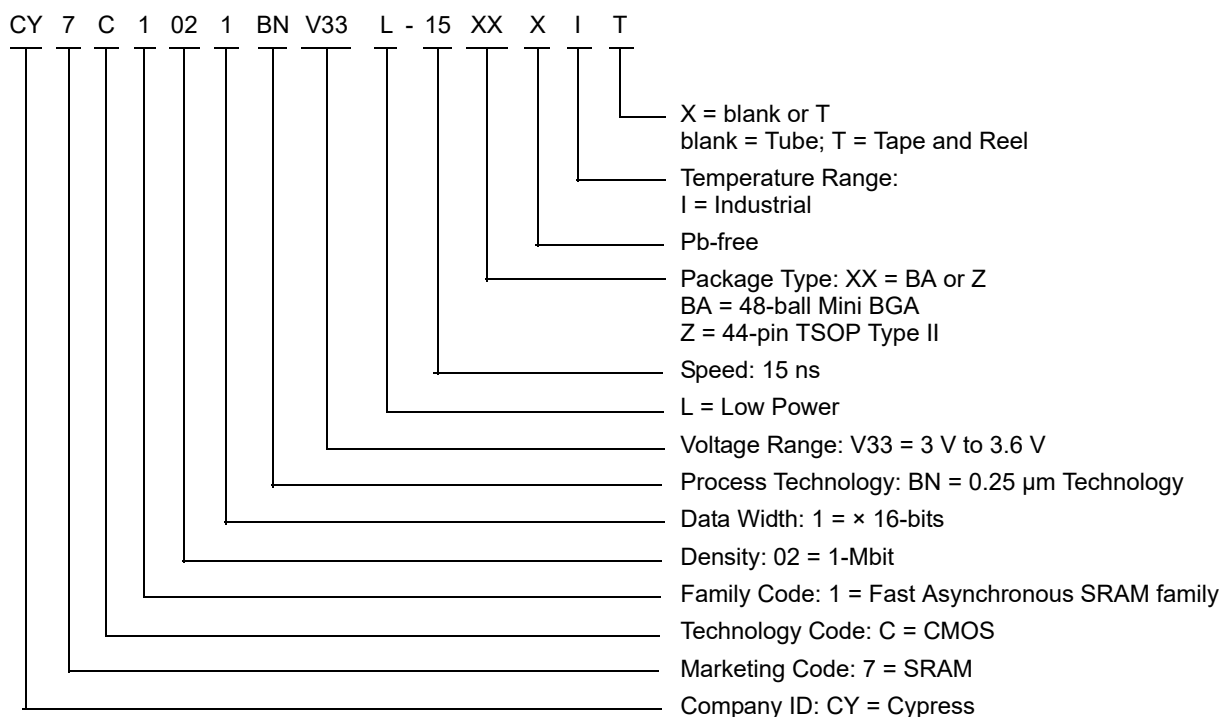 CY 7 C 1 02 1 BN V33 L - 15 XX X I T
X = blank or T
blank = Tube; T = Tape and Reel
Temperature Range:
I = Industrial
Pb-free
Package Type: XX = BA or Z
BA = 48-ball Mini BGA
Z = 44-pin TSOP Type II
Speed: 15 ns
L = Low Power
Voltage Range: V33 = 3 V to 3.6 V
Process Technology: BN = 0.25 µm Technology
Data Width: 1 = × 16-bits
Density: 02 = 1-Mbit
Family Code: 1 = Fast Asynchronous SRAM family
Technology Code: C = CMOS
Marketing Code: 7 = SRAM
Company ID: CY = Cypress